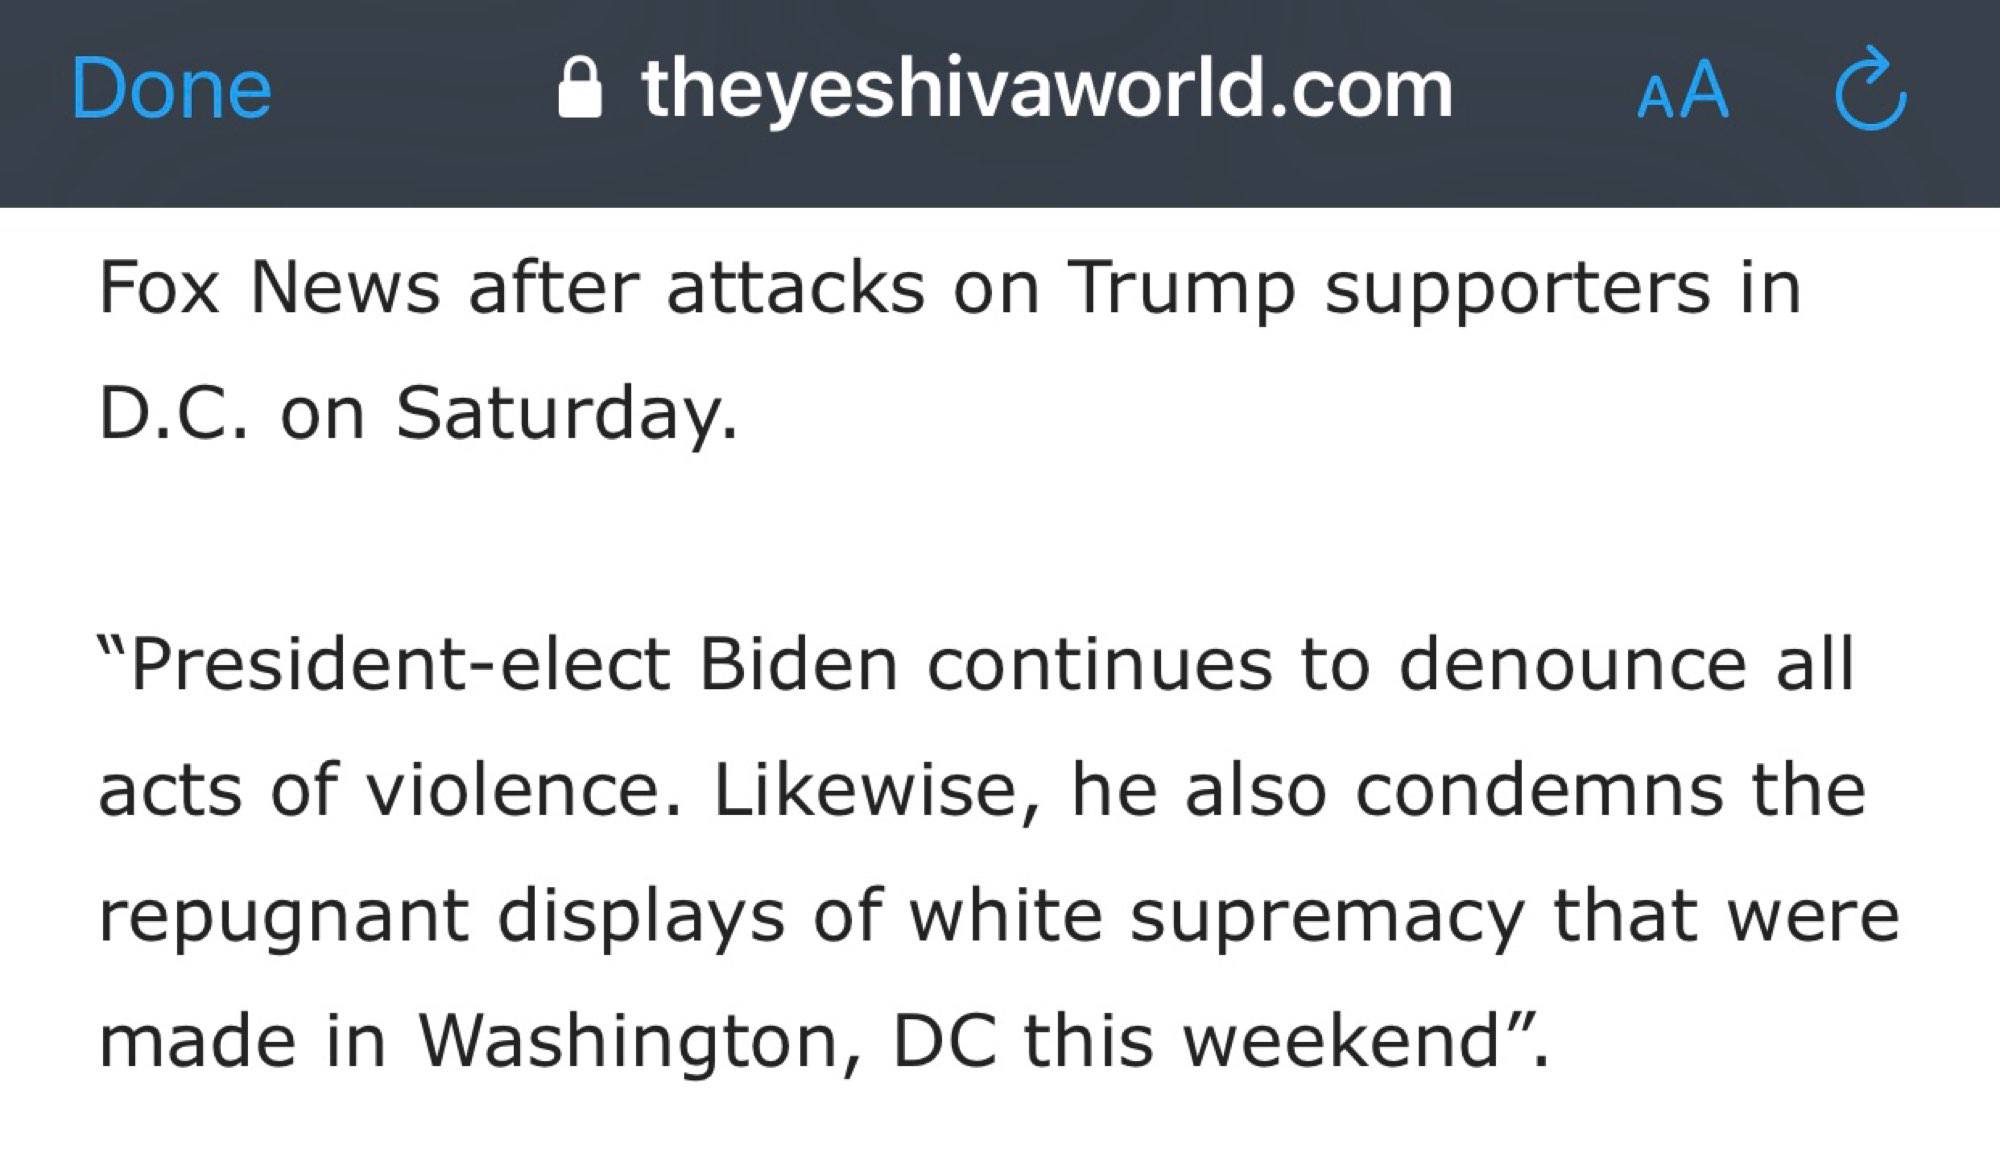 Done theyeshivaworld.com AA
Fox News after attacks on Trump supporters in
D.C. on Saturday.
“President-elect Biden continues to denounce all
acts of violence. Likewise, he also condemns the
repugnant displays of white supremacy that were
made in Washington, DC this weekend”.